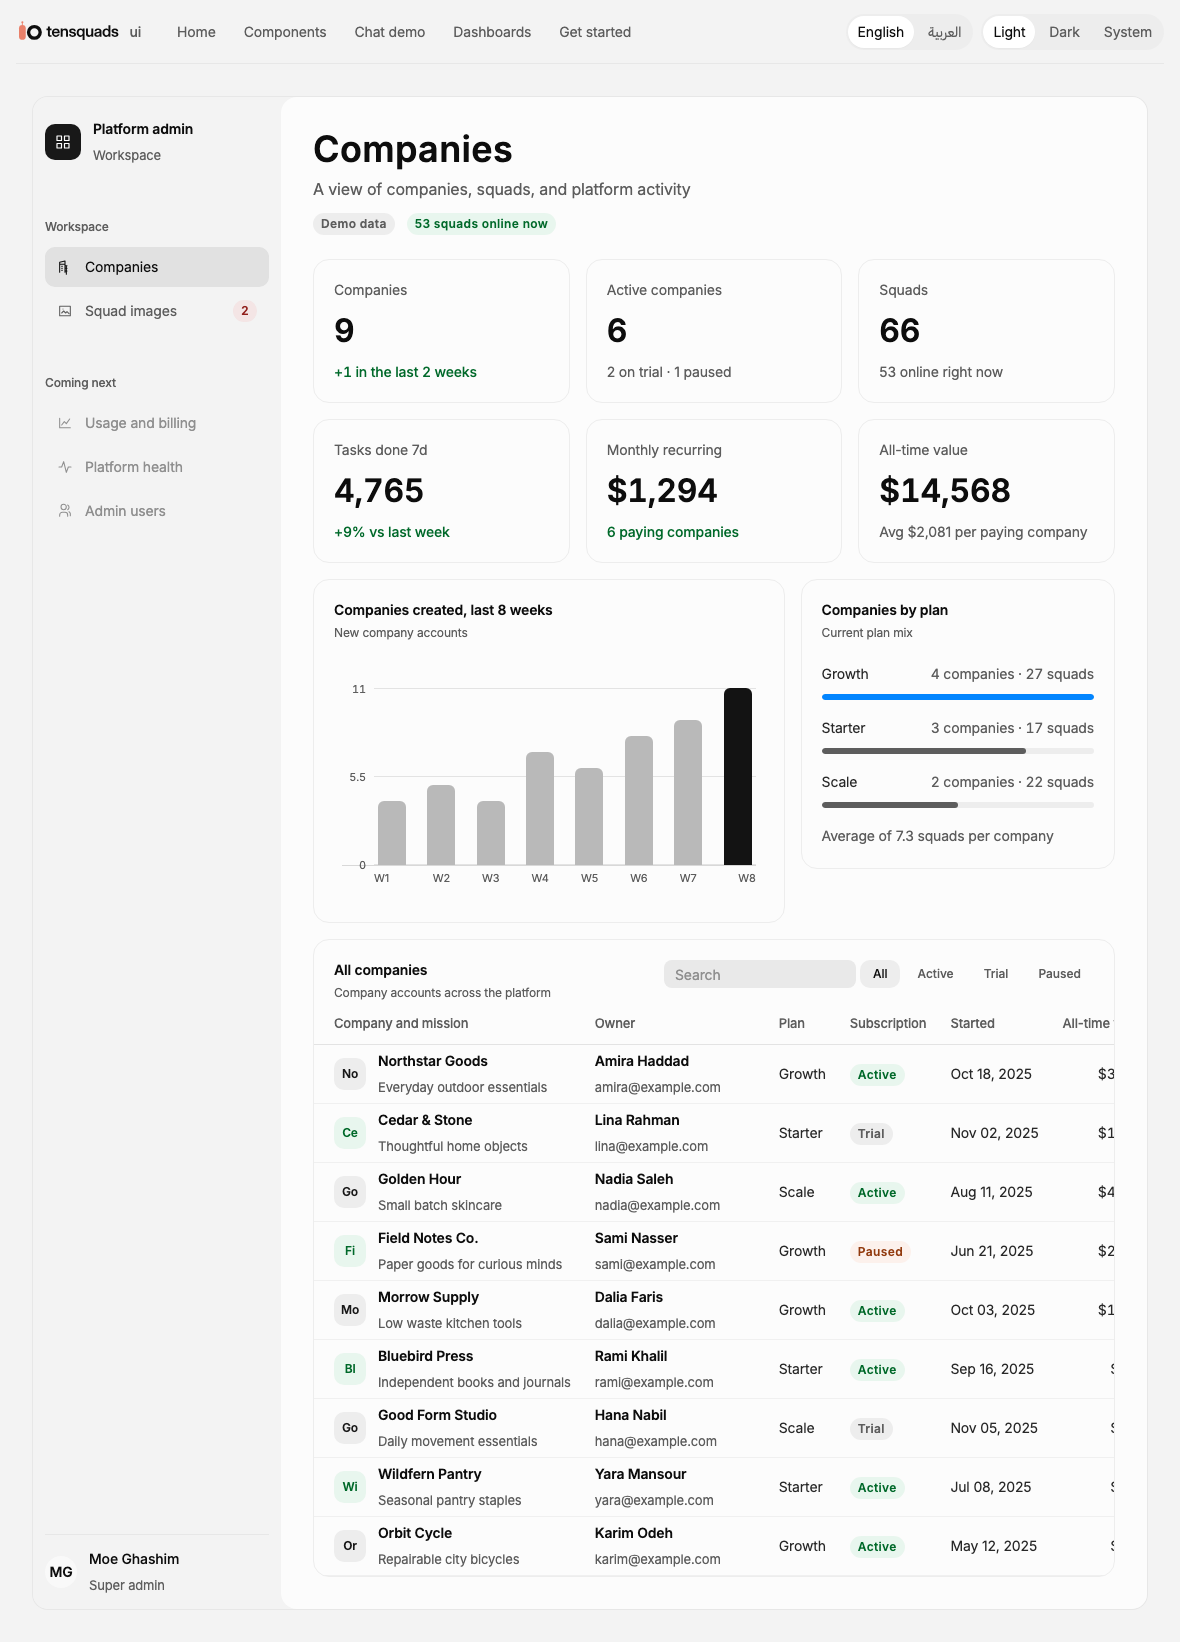 tensquads ui
Home Components Chat demo Dashboards Get started
English العربية Light Dark System
Platform admin
Workspace
Workspace
Companies
Squad images 2
Coming next
Usage and billing
Platform health
Admin users
MG
Moe Ghashim
Super admin
Companies
A view of companies, squads, and platform activity
Demo data 53 squads online now
Companies
9
+1 in the last 2 weeks
Active companies
6
2 on trial · 1 paused
Squads
66
53 online right now
Tasks done 7d
4,765
+9% vs last week
Monthly recurring
$1,294
6 paying companies
All-time value
$14,568
Avg $2,081 per paying company
Companies created, last 8 weeks
New company accounts
11
5.5
0
W1 W2 W3 W4 W5 W6 W7 W8
Companies by plan
Current plan mix
Growth 4 companies · 27 squads
Starter 3 companies · 17 squads
Scale 2 companies · 22 squads
Average of 7.3 squads per company
All companies
Company accounts across the platform
Search All Active Trial Paused
Company and mission Owner Plan Subscription Started All-time
No Northstar Goods Amira Haddad Growth Active Oct 18, 2025 $3
Everyday outdoor essentials amira@example.com
Ce Cedar & Stone Lina Rahman Starter Trial Nov 02, 2025 $1
Thoughtful home objects lina@example.com
Go Golden Hour Nadia Saleh Scale Active Aug 11, 2025 $4
Small batch skincare nadia@example.com
Fi Field Notes Co. Sami Nasser Growth Paused Jun 21, 2025 $2
Paper goods for curious minds sami@example.com
Mo Morrow Supply Dalia Faris Growth Active Oct 03, 2025 $1
Low waste kitchen tools dalia@example.com
Bl Bluebird Press Rami Khalil Starter Active Sep 16, 2025
Independent books and journals rami@example.com
Go Good Form Studio Hana Nabil Scale Trial Nov 05, 2025
Daily movement essentials hana@example.com
Wi Wildfern Pantry Yara Mansour Starter Active Jul 08, 2025
Seasonal pantry staples yara@example.com
Or Orbit Cycle Karim Odeh Starter Active May 12, 2025
Repairable city bicycles karim@example.com